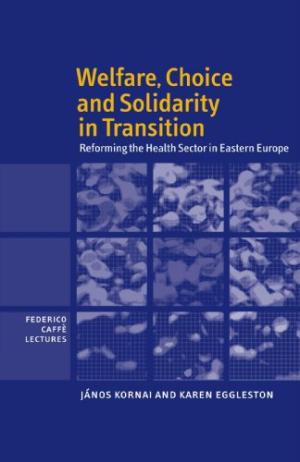 Welfare, Choice
and Solidarity
in Transition
Reforming the Health Sector in Eastern Europe
FEDERICO
CAFFÈ
LECTURES
JÁNOS KORNAI AND KAREN EGGLESTON